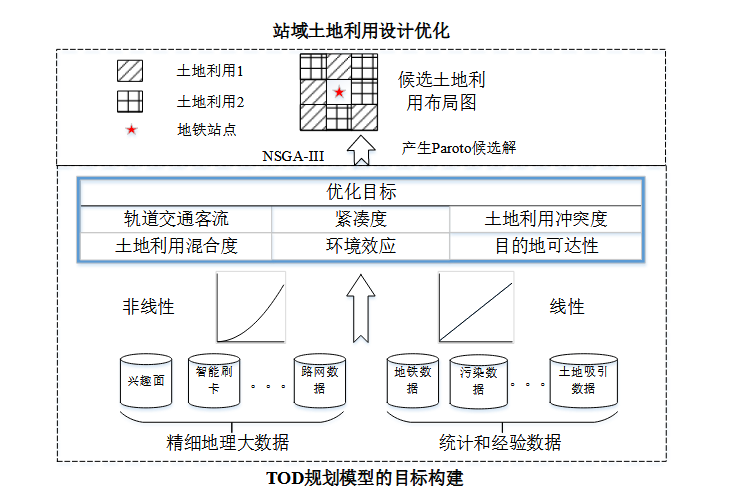 站域土地利用设计优化
土地利用1
土地利用2
地铁站点
候选土地利
用布局图
NSGA-III
产生Paroto候选解
优化目标
轨道交通客流
紧凑度
土地利用冲突度
土地利用混合度
环境效应
目的地可达性
非线性
线性
兴趣面
智能刷
卡
。。。
路网数
据
地铁数
据
污染数
据
。。。
土地吸引
数据
精细地理大数据
统计和经验数据
TOD规划模型的目标构建